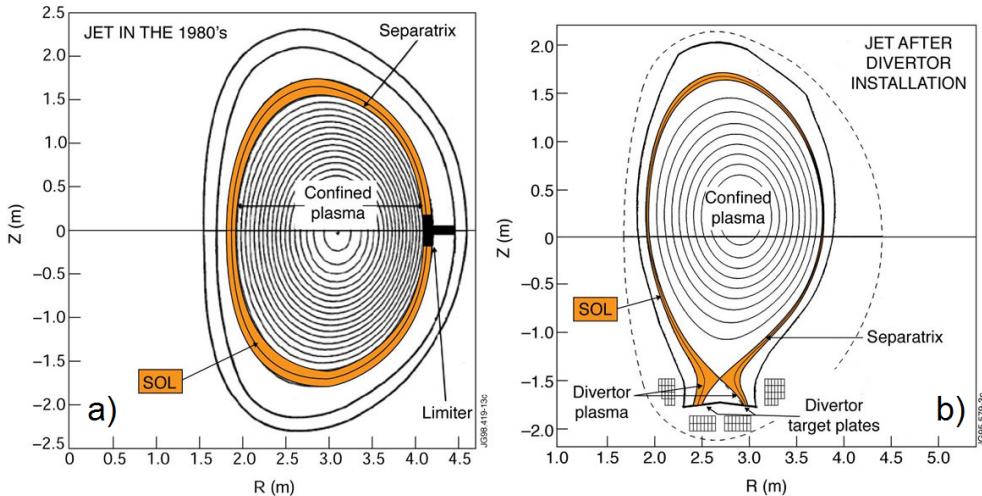 JET IN THE 1980's
Separatrix
Confined
plasma
SOL
a)
Limiter
JG98.419-13c
Z (m)
2.5
2.0
1.5
1.0
0.5
0
−0.5
−1.0
−1.5
−2.0
−2.5
0
0.5
1.0
1.5
2.0
2.5
3.0
3.5
4.0
4.5
R (m)
JET AFTER
DIVERTOR
INSTALLATION
Confined
plasma
SOL
Separatrix
Divertor
plasma
Divertor
target plates
b)
Z (m)
2.0
1.5
1.0
0.5
0
−0.5
−1.0
−1.5
−2.0
1.0
1.5
2.0
2.5
3.0
3.5
4.0
4.5
5.0
R (m)